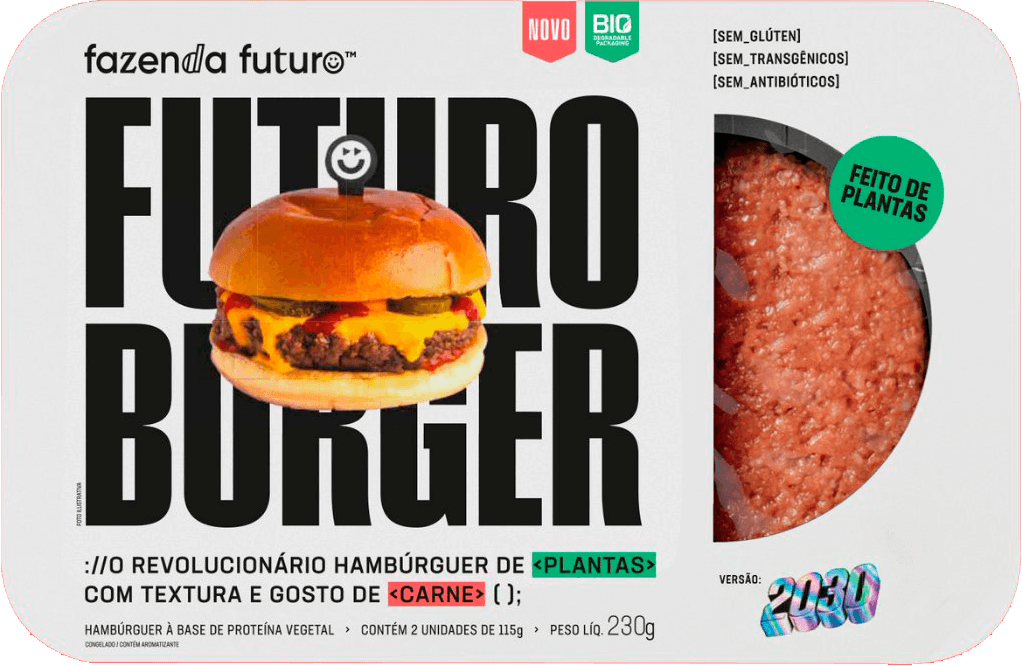 fazenda futuro™
NOVO
BIO
DEGRADABLE
PACKAGING
[SEM_GLÚTEN]
[SEM_TRANSGÊNICOS]
[SEM_ANTIBIÓTICOS]
FUTURO
BURGER
FEITO DE
PLANTAS
FOTO ILUSTRATIVA
://O REVOLUCIONÁRIO HAMBÚRGUER DE <PLANTAS>
COM TEXTURA E GOSTO DE <CARNE> ( );
HAMBÚRGUER À BASE DE PROTEÍNA VEGETAL > CONTÉM 2 UNIDADES DE 115g > PESO LÍQ. 230g
CONGELADO / CONTÉM AROMATIZANTE
VERSÃO:
2030